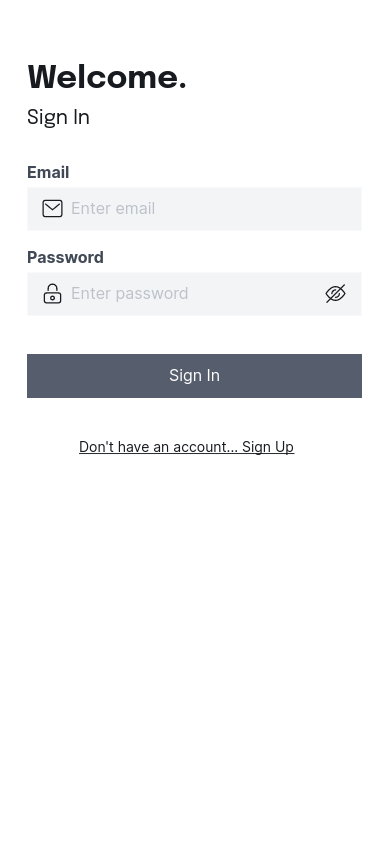 Welcome.
Sign In
Email
Enter email
Password
Enter password
Sign In
Don't have an account... Sign Up